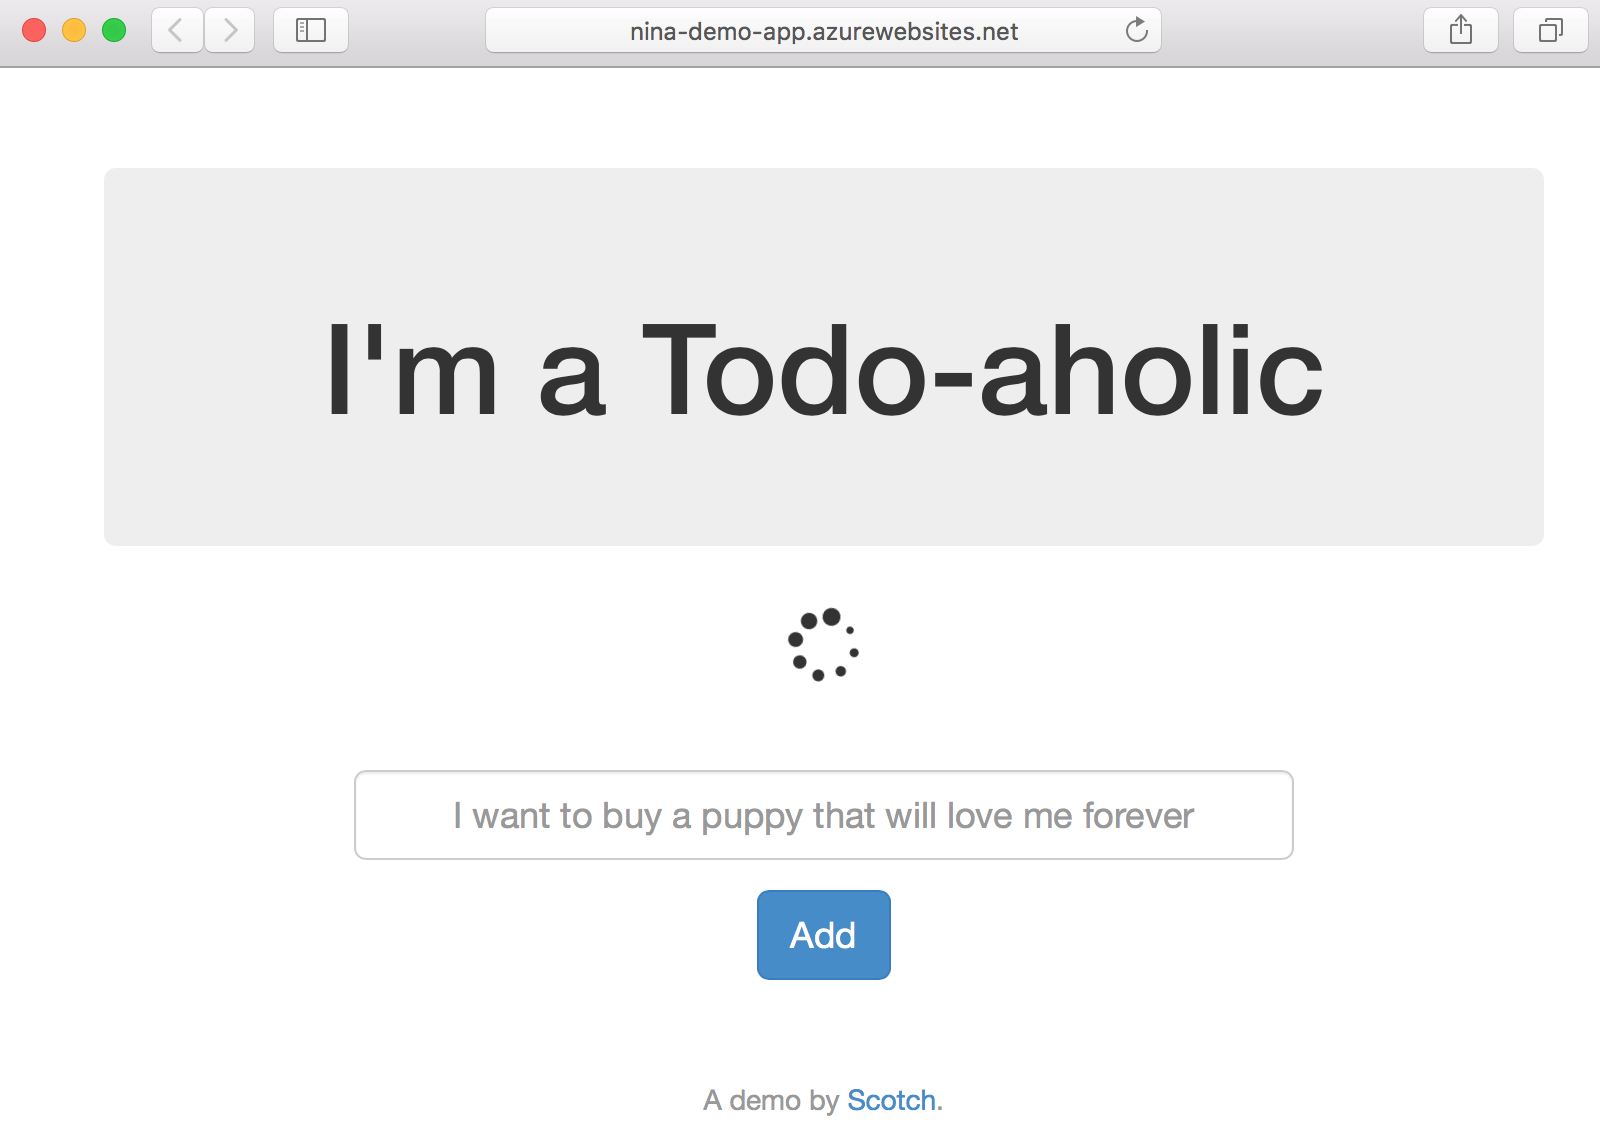 nina-demo-app.azurewebsites.net
I'm a Todo-aholic
I want to buy a puppy that will love me forever
Add
A demo by Scotch.